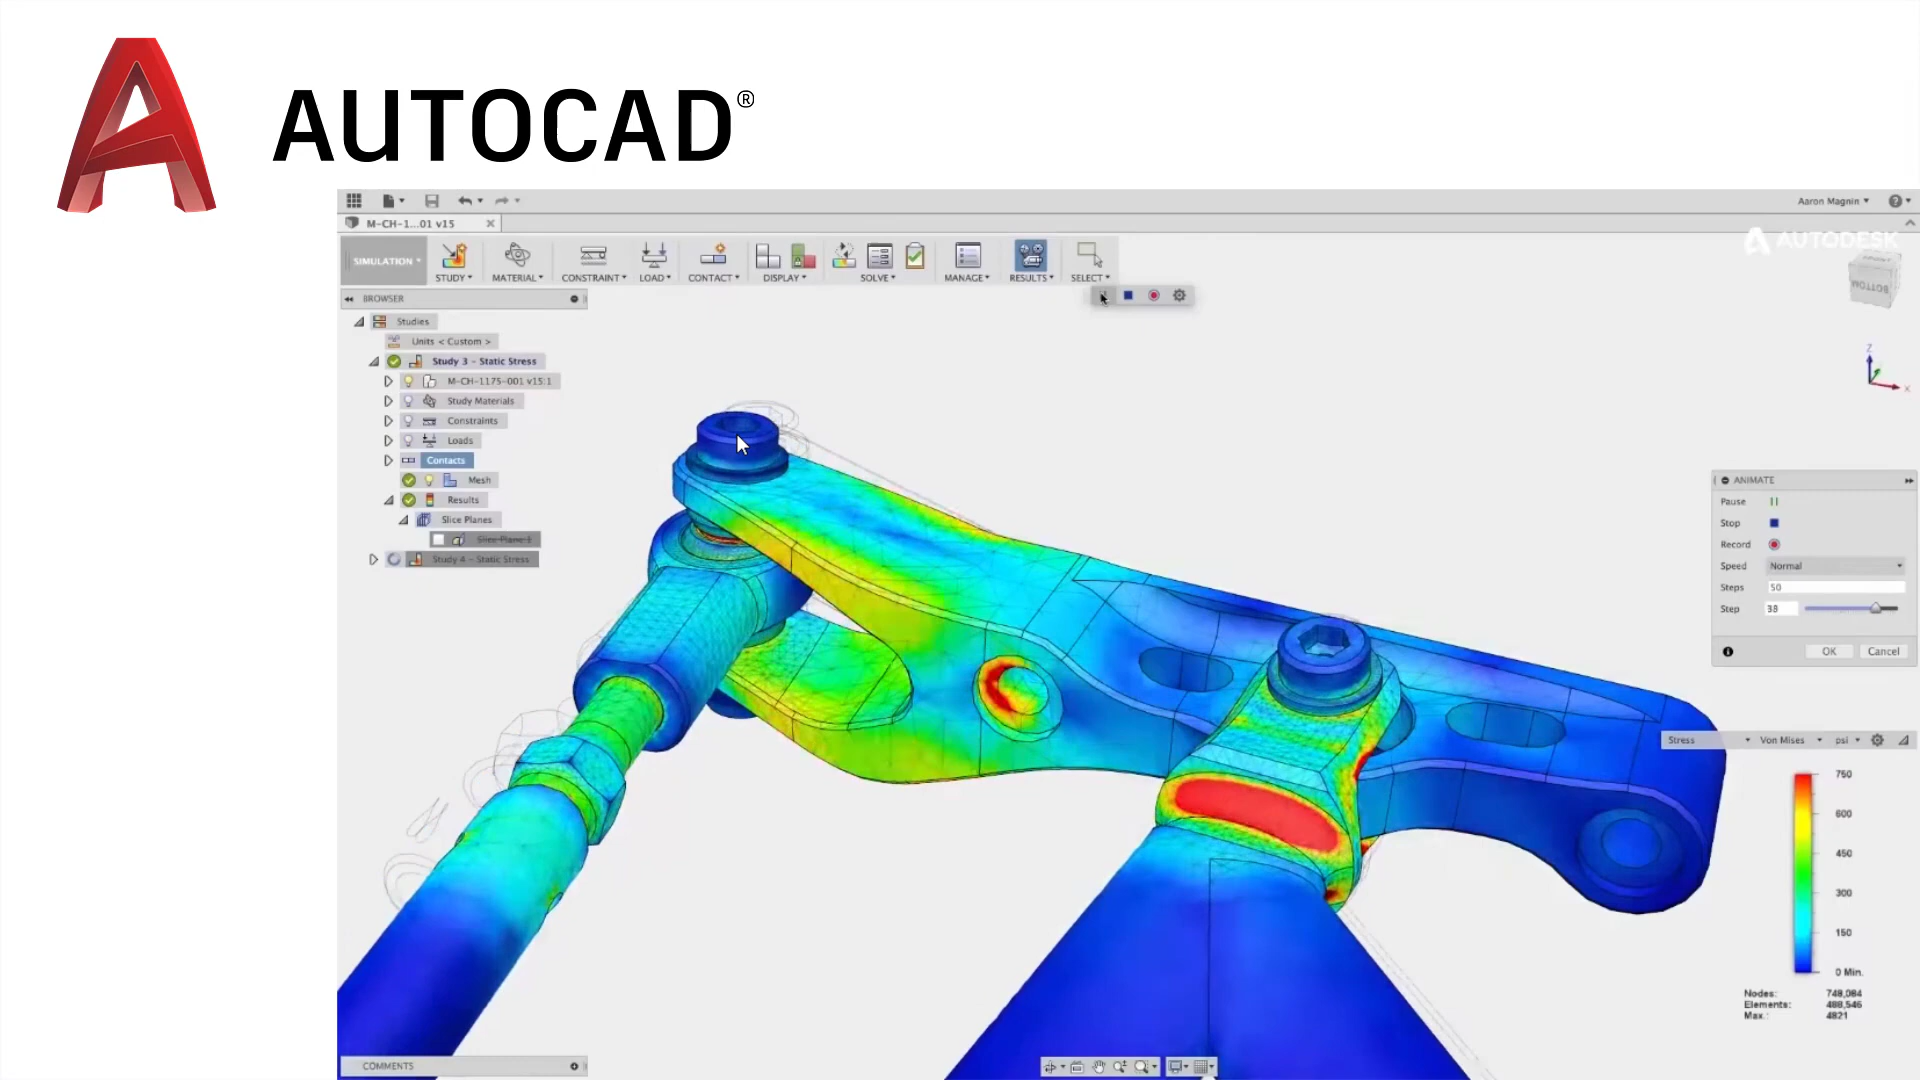 AUTOCAD®
Aaron Magnin
M-CH-1...01 v15
AUTODESK
SIMULATION
STUDY
MATERIAL
CONSTRAINT
LOAD
CONTACT
DISPLAY
SOLVE
MANAGE
RESULTS
SELECT
BOTTOM
BROWSER
Studies
Units < Custom >
Study 3 - Static Stress
M-CH-1175-001 v15:1
Study Materials
Constraints
Loads
Contacts
Mesh
Results
Slice Planes
Slice Plane:1
Study 4 - Static Stress
Z
X
ANIMATE
Pause
Stop
Record
Speed Normal
Steps 50
Step 38
OK Cancel
Stress Von Mises psi
750
600
450
300
150
0 Min.
Nodes: 748,084
Elements: 488,546
Max.: 4821
COMMENTS